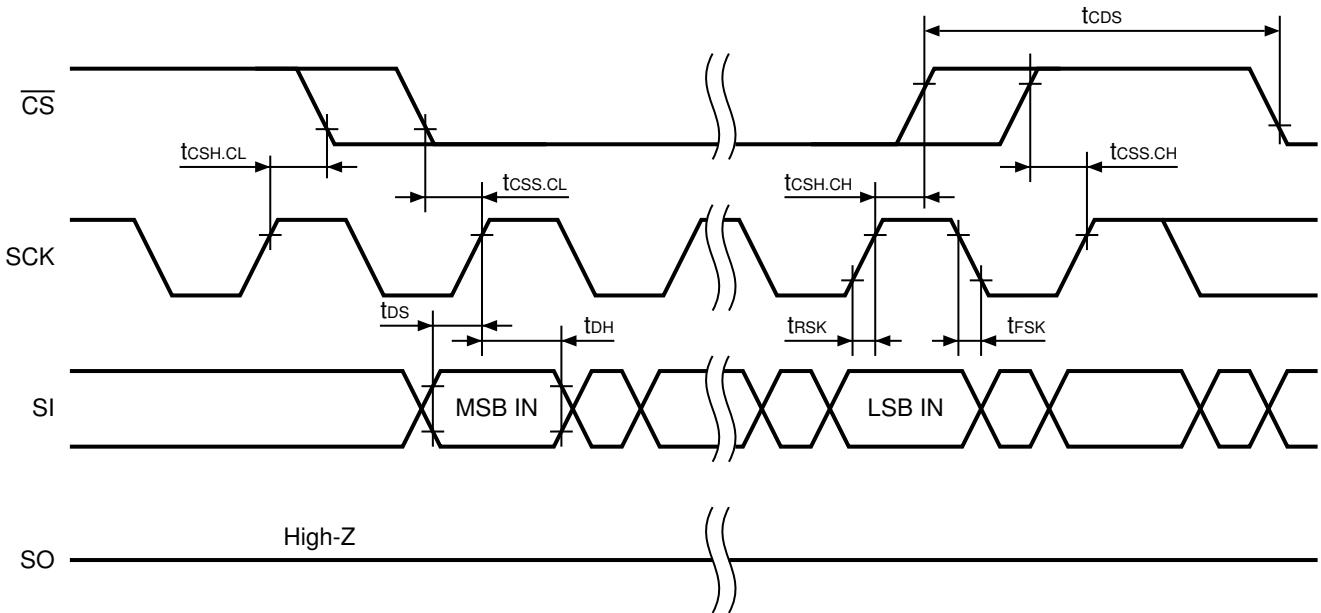 tCDS
CS
tCSH.CL
tCSS.CL
tCSH.CH
tCSS.CH
SCK
tDS
tDH
tRSK
tFSK
SI
MSB IN
LSB IN
High-Z
SO